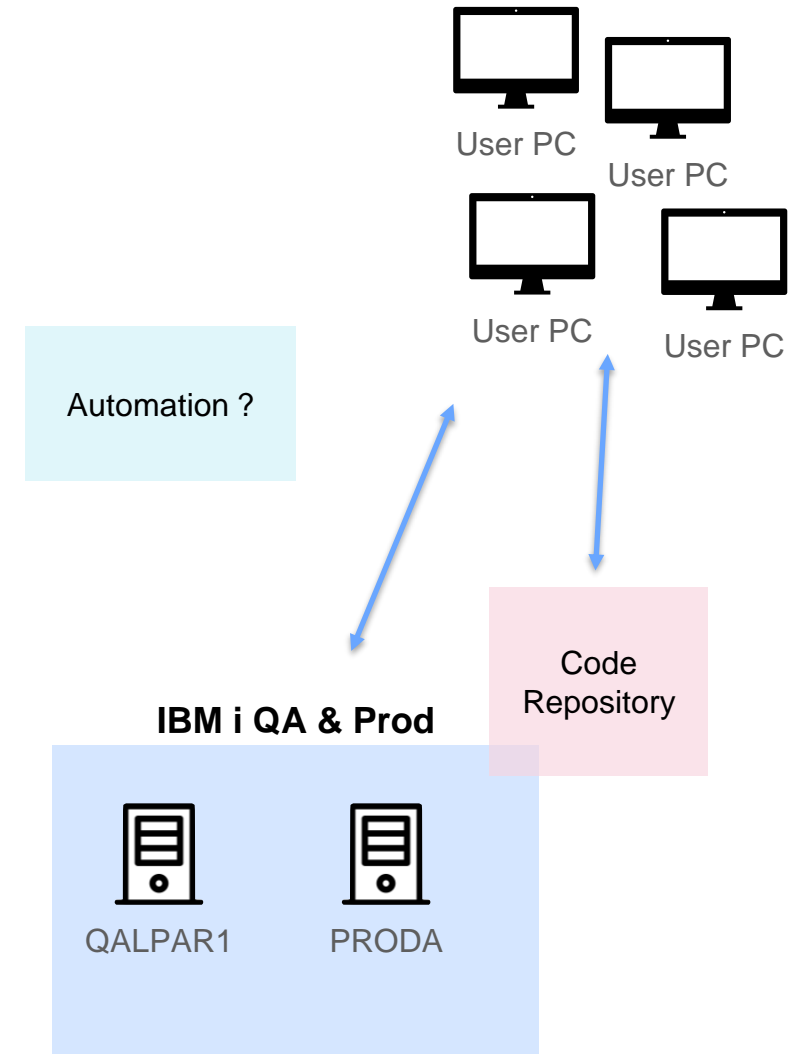 User PC
User PC
User PC
User PC
Automation ?
Code
Repository
IBM i QA & Prod
QALPAR1
PRODA